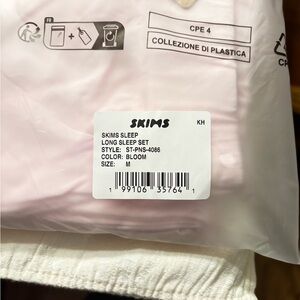 CPE 4
COLLEZIONE DI PLASTICA
SKIMS
KH
SKIMS SLEEP
LONG SLEEP SET
STYLE: ST-PNS-4086
COLOR: BLOOM
SIZE: M
1 99106 35764 1